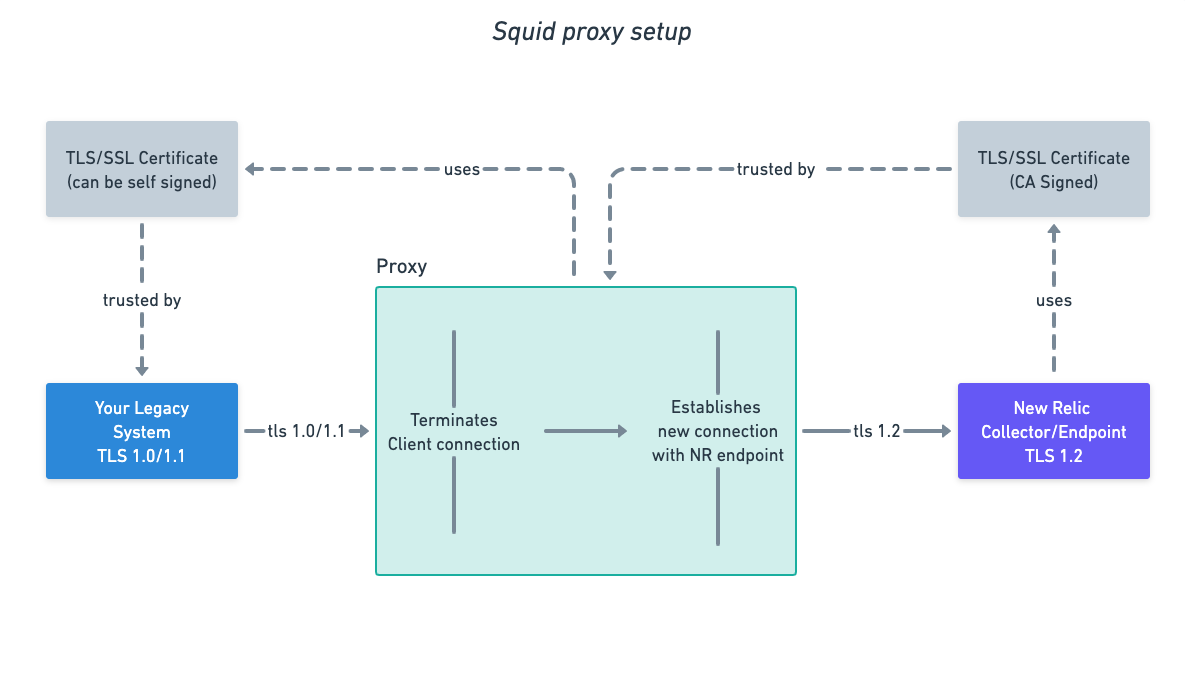 Squid proxy setup
TLS/SSL Certificate
(can be self signed)
uses
trusted by
TLS/SSL Certificate
(CA Signed)
trusted by
uses
Proxy
Your Legacy
System
TLS 1.0/1.1
tls 1.0/1.1
Terminates
Client connection
Establishes
new connection
with NR endpoint
tls 1.2
New Relic
Collector/Endpoint
TLS 1.2